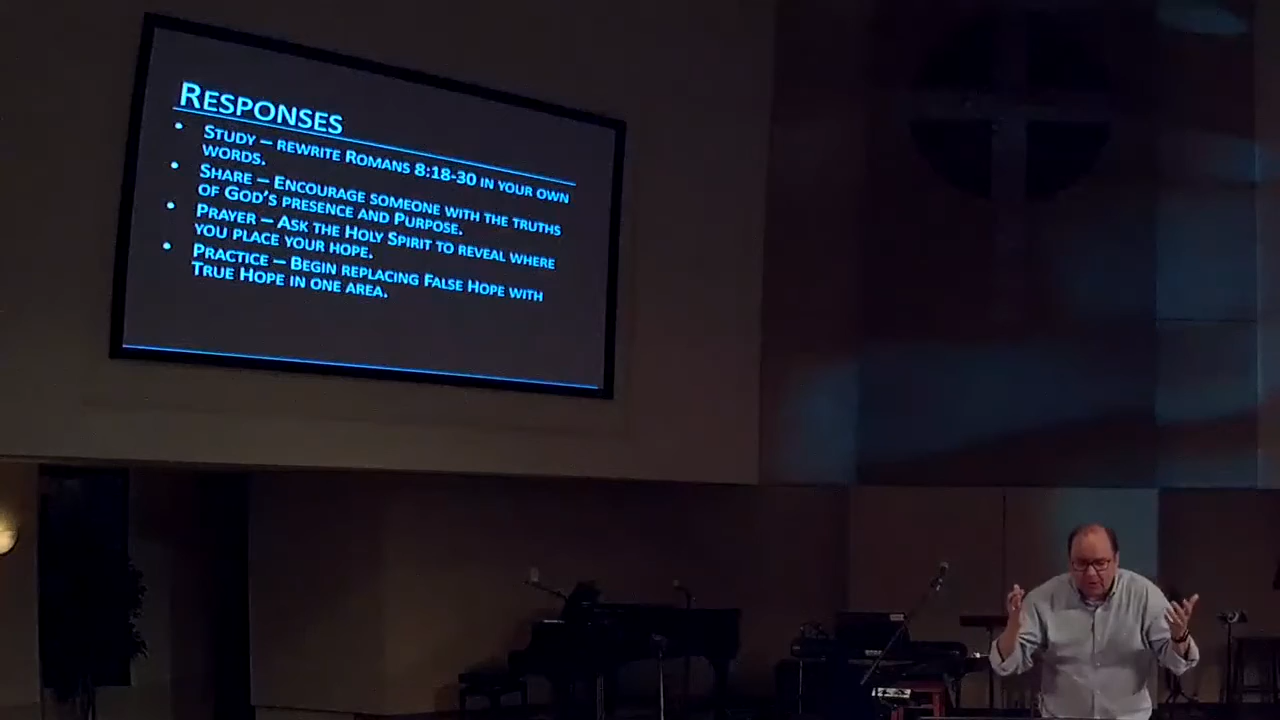 RESPONSES
• STUDY – REWRITE ROMANS 8:18-30 IN YOUR OWN
WORDS.
• SHARE – ENCOURAGE SOMEONE WITH THE TRUTHS
OF GOD'S PRESENCE AND PURPOSE.
• PRAYER – ASK THE HOLY SPIRIT TO REVEAL WHERE
YOU PLACE YOUR HOPE.
• PRACTICE – BEGIN REPLACING FALSE HOPE WITH
TRUE HOPE IN ONE AREA.